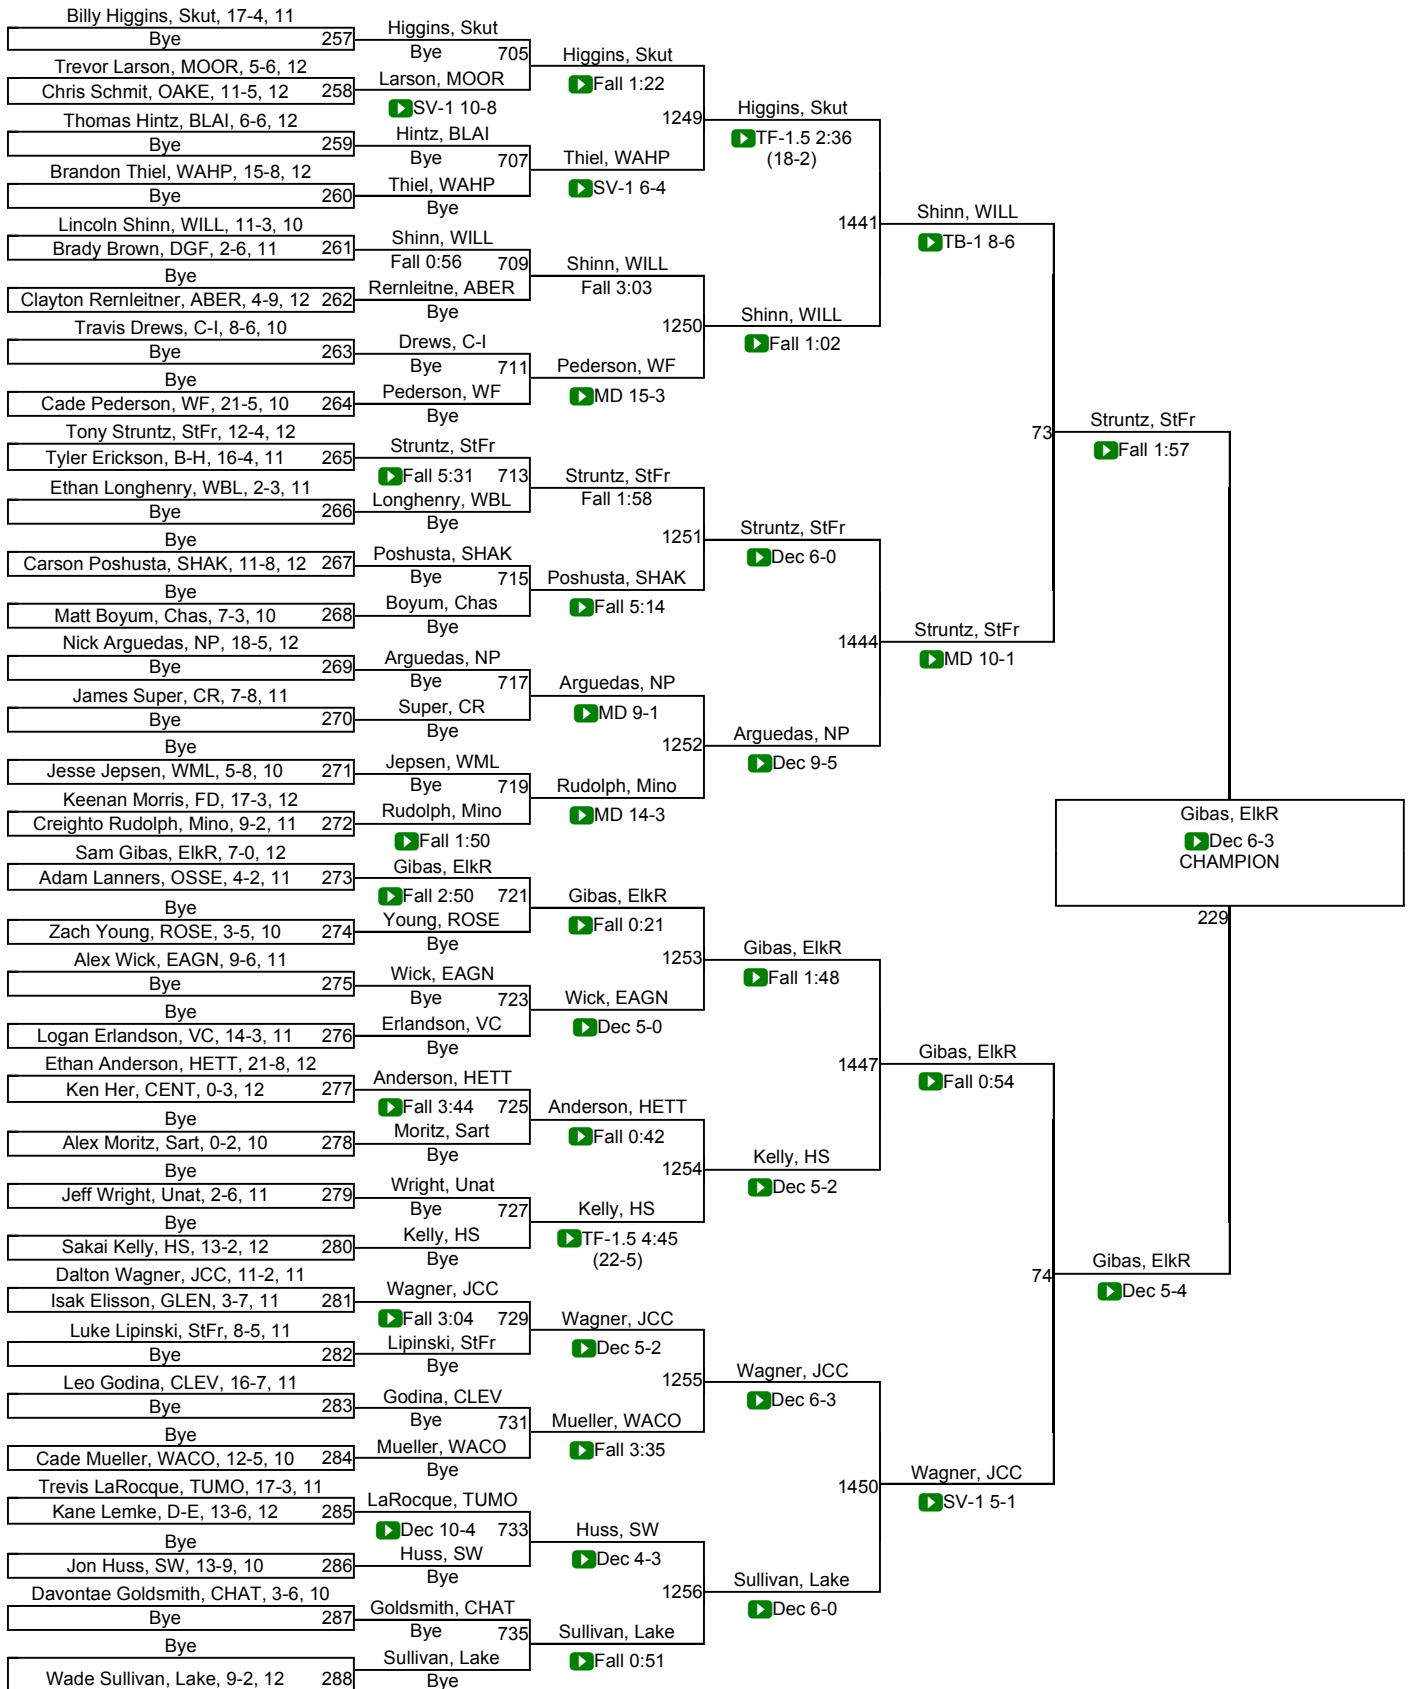 Billy Higgins, Skut, 17-4, 11
Bye 257
Trevor Larson, MOOR, 5-6, 12
Chris Schmit, OAKE, 11-5, 12 258
Thomas Hintz, BLAI, 6-6, 12
Bye 259
Brandon Thiel, WAHP, 15-8, 12
Bye 260
Lincoln Shinn, WILL, 11-3, 10
Brady Brown, DGF, 2-6, 11 261
Bye
Clayton Rernleitner, ABER, 4-9, 12 262
Travis Drews, C-I, 8-6, 10
Bye 263
Bye
Cade Pederson, WF, 21-5, 10 264
Tony Struntz, StFr, 12-4, 12
Tyler Erickson, B-H, 16-4, 11 265
Ethan Longhenry, WBL, 2-3, 11
Bye 266
Bye
Carson Poshusta, SHAK, 11-8, 12 267
Bye
Matt Boyum, Chas, 7-3, 10 268
Nick Arguedas, NP, 18-5, 12
Bye 269
James Super, CR, 7-8, 11
Bye 270
Bye
Jesse Jepsen, WML, 5-8, 10 271
Keenan Morris, FD, 17-3, 12
Creighto Rudolph, Mino, 9-2, 11 272
Sam Gibas, ElkR, 7-0, 12
Adam Lanners, OSSE, 4-2, 11 273
Bye
Zach Young, ROSE, 3-5, 10 274
Alex Wick, EAGN, 9-6, 11
Bye 275
Bye
Logan Erlandson, VC, 14-3, 11 276
Ethan Anderson, HETT, 21-8, 12
Ken Her, CENT, 0-3, 12 277
Bye
Alex Moritz, Sart, 0-2, 10 278
Bye
Jeff Wright, Unat, 2-6, 11 279
Bye
Sakai Kelly, HS, 13-2, 12 280
Dalton Wagner, JCC, 11-2, 11
Isak Elisson, GLEN, 3-7, 11 281
Luke Lipinski, StFr, 8-5, 11
Bye 282
Leo Godina, CLEV, 16-7, 11
Bye 283
Bye
Cade Mueller, WACO, 12-5, 10 284
Trevis LaRocque, TUMO, 17-3, 11
Kane Lemke, D-E, 13-6, 12 285
Bye
Jon Huss, SW, 13-9, 10 286
Davontae Goldsmith, CHAT, 3-6, 10
Bye 287
Bye
Wade Sullivan, Lake, 9-2, 12 288
Higgins, Skut
Bye 705
Larson, MOOR
SV-1 10-8
Hintz, BLAI
Bye 707
Thiel, WAHP
Bye
Shinn, WILL
Fall 0:56 709
Rernleitne, ABER
Bye
Drews, C-I
Bye 711
Pederson, WF
Bye
Struntz, StFr
Fall 5:31 713
Longhenry, WBL
Bye
Poshusta, SHAK
Bye 715
Boyum, Chas
Bye
Arguedas, NP
Bye 717
Super, CR
Bye
Jepsen, WML
Bye 719
Rudolph, Mino
Fall 1:50
Gibas, ElkR
Fall 2:50 721
Young, ROSE
Bye
Wick, EAGN
Bye 723
Erlandson, VC
Bye
Anderson, HETT
Fall 3:44 725
Moritz, Sart
Bye
Wright, Unat
Bye 727
Kelly, HS
Bye
Wagner, JCC
Fall 3:04 729
Lipinski, StFr
Bye
Godina, CLEV
Bye 731
Mueller, WACO
Bye
LaRocque, TUMO
Dec 10-4 733
Huss, SW
Bye
Goldsmith, CHAT
Bye 735
Sullivan, Lake
Bye
Higgins, Skut
Fall 1:22
1249
Thiel, WAHP
SV-1 6-4
Shinn, WILL
Fall 3:03
1250
Pederson, WF
MD 15-3
Struntz, StFr
Fall 1:58
1251
Poshusta, SHAK
Fall 5:14
Arguedas, NP
MD 9-1
1252
Rudolph, Mino
MD 14-3
Gibas, ElkR
Fall 0:21
1253
Wick, EAGN
Dec 5-0
Anderson, HETT
Fall 0:42
1254
Kelly, HS
TF-1.5 4:45
(22-5)
Wagner, JCC
Dec 5-2
1255
Mueller, WACO
Fall 3:35
Huss, SW
Dec 4-3
1256
Sullivan, Lake
Fall 0:51
Higgins, Skut
TF-1.5 2:36
(18-2)
1441
Shinn, WILL
Fall 1:02
Struntz, StFr
Dec 6-0
1444
Arguedas, NP
Dec 9-5
Gibas, ElkR
Fall 1:48
1447
Kelly, HS
Dec 5-2
Wagner, JCC
Dec 6-3
1450
Sullivan, Lake
Dec 6-0
Shinn, WILL
TB-1 8-6
73
Struntz, StFr
MD 10-1
Gibas, ElkR
Fall 0:54
74
Wagner, JCC
SV-1 5-1
Struntz, StFr
Fall 1:57
Gibas, ElkR
Dec 6-3
CHAMPION
229
Gibas, ElkR
Dec 5-4